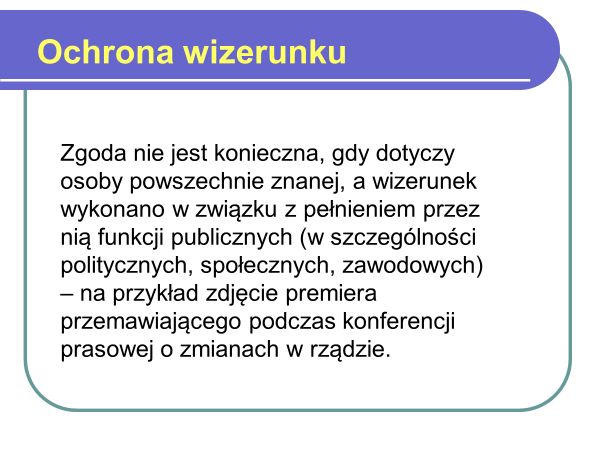 Ochrona wizerunku
Zgoda nie jest konieczna, gdy dotyczy
osoby powszechnie znanej, a wizerunek
wykonano w związku z pełnieniem przez
nią funkcji publicznych (w szczególności
politycznych, społecznych, zawodowych)
– na przykład zdjęcie premiera
przemawiającego podczas konferencji
prasowej o zmianach w rządzie.